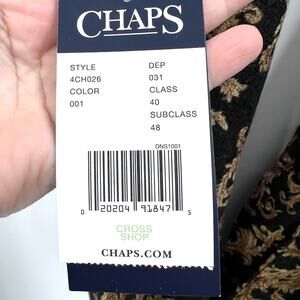 CHAPS
STYLE DEP
4CH026 031
COLOR CLASS
001 40
SUBCLASS
48
DNS1001
0 20204 91847 5
CROSS
SHOP
CHAPS.COM